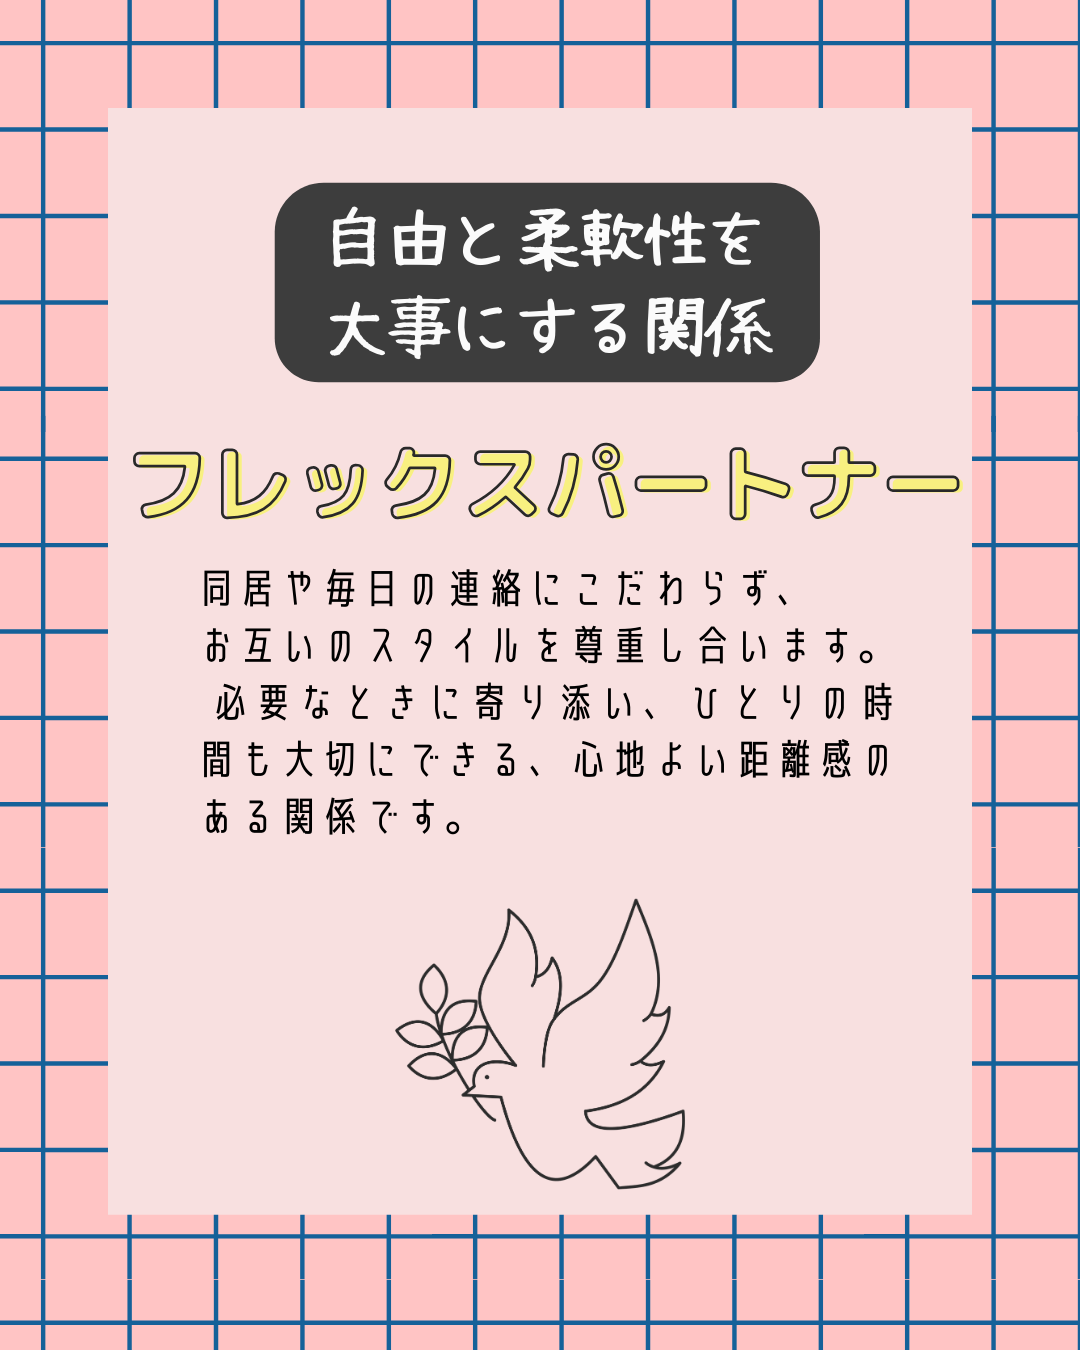 自由と柔軟性を
大事にする関係
フレックスパートナー
同居や毎日の連絡にこだわらず、
お互いのスタイルを尊重し合います。
必要なときに寄り添い、ひとりの時
間も大切にできる、心地よい距離感の
ある関係です。